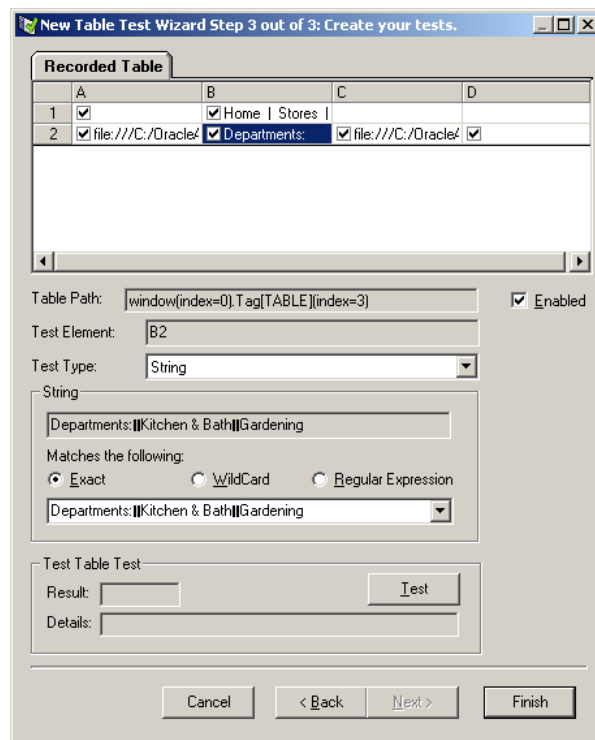 New Table Test Wizard Step 3 out of 3: Create your tests.
Recorded Table
A B C D
1 Home | Stores |
2 file:///C:/Oracle/ Departments: file:///C:/Oracle/
Table Path: window(index=0).Tag[TABLE](index=3) Enabled
Test Element: B2
Test Type: String
String
Departments:||Kitchen & Bath||Gardening
Matches the following:
Exact WildCard Regular Expression
Departments:||Kitchen & Bath||Gardening
Test Table Test
Result: Test
Details:
Cancel < Back Next > Finish